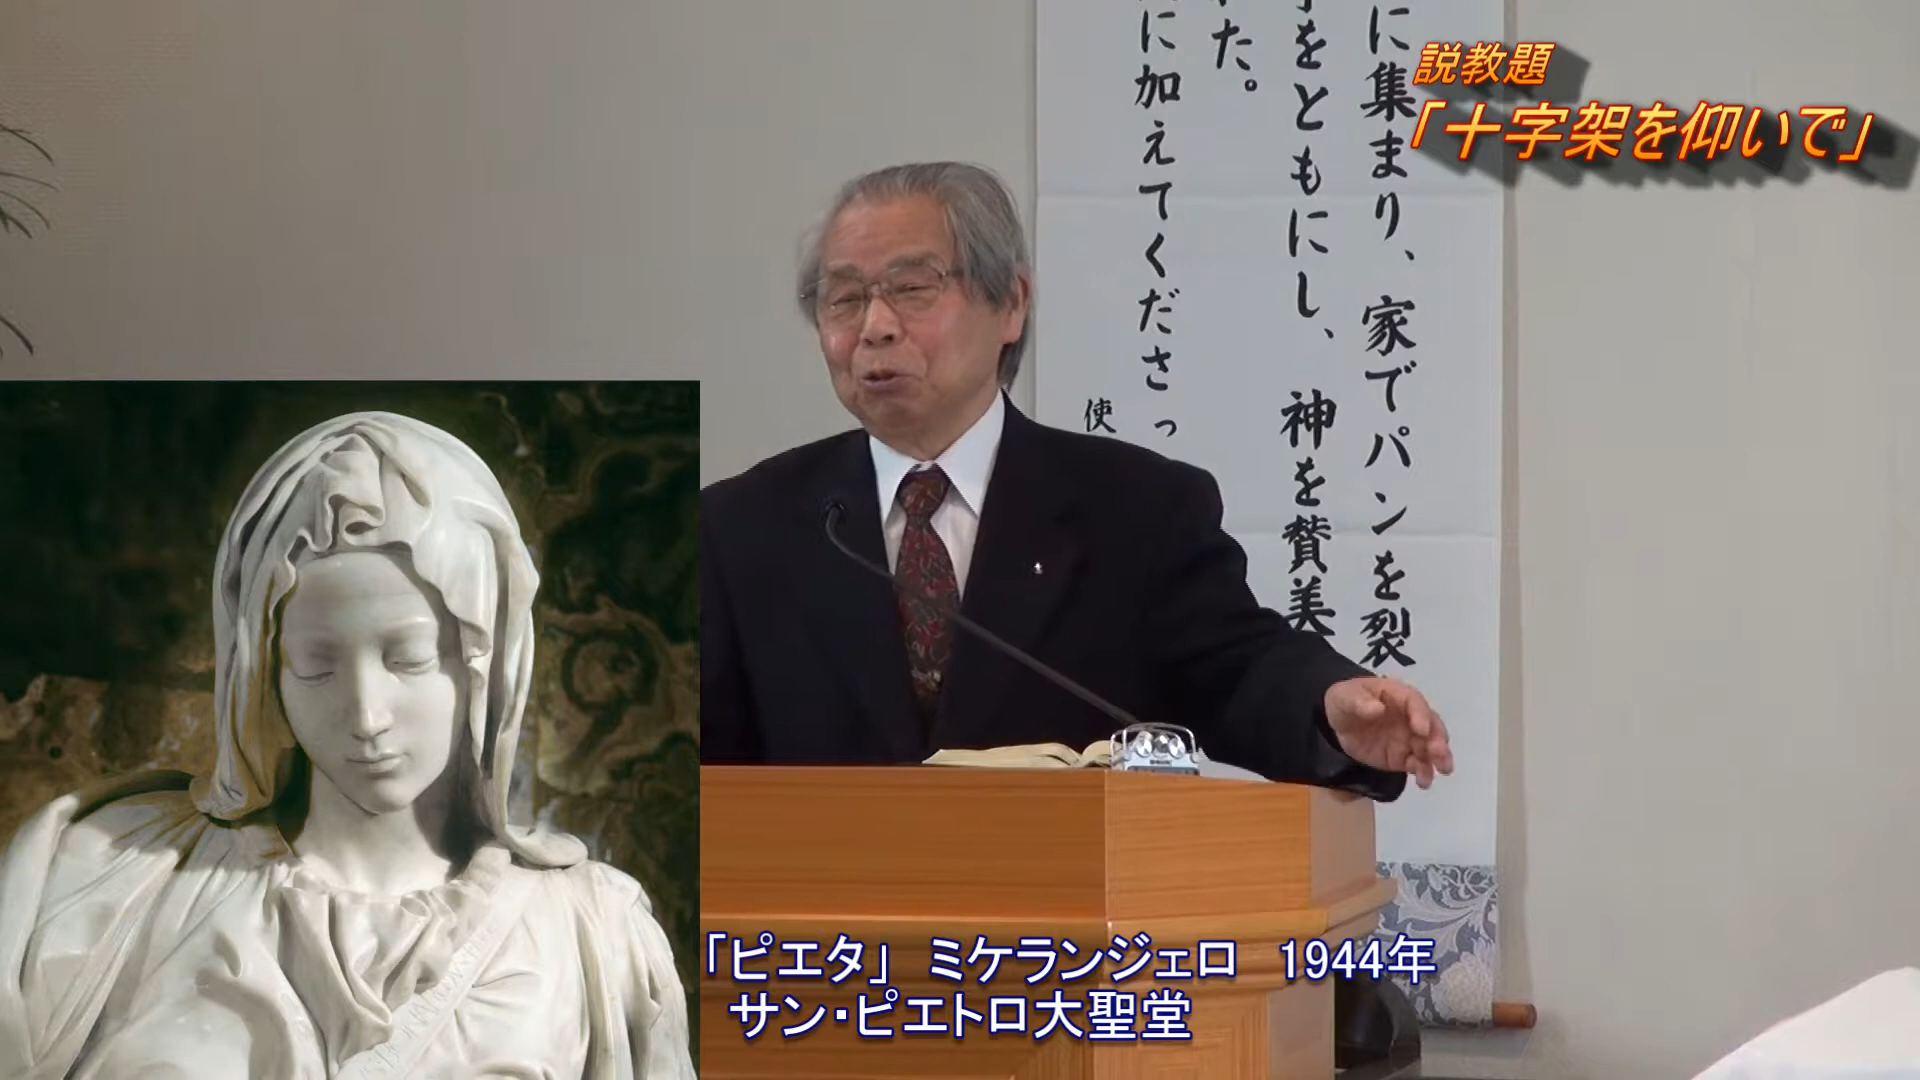 説教題
「十字架を仰いで」
に集まり、家でパンを裂
をともにし、神を賛美
た。
に加えてくださっ
使
「ピエタ」 ミケランジェロ 1944年
サン・ピエトロ大聖堂